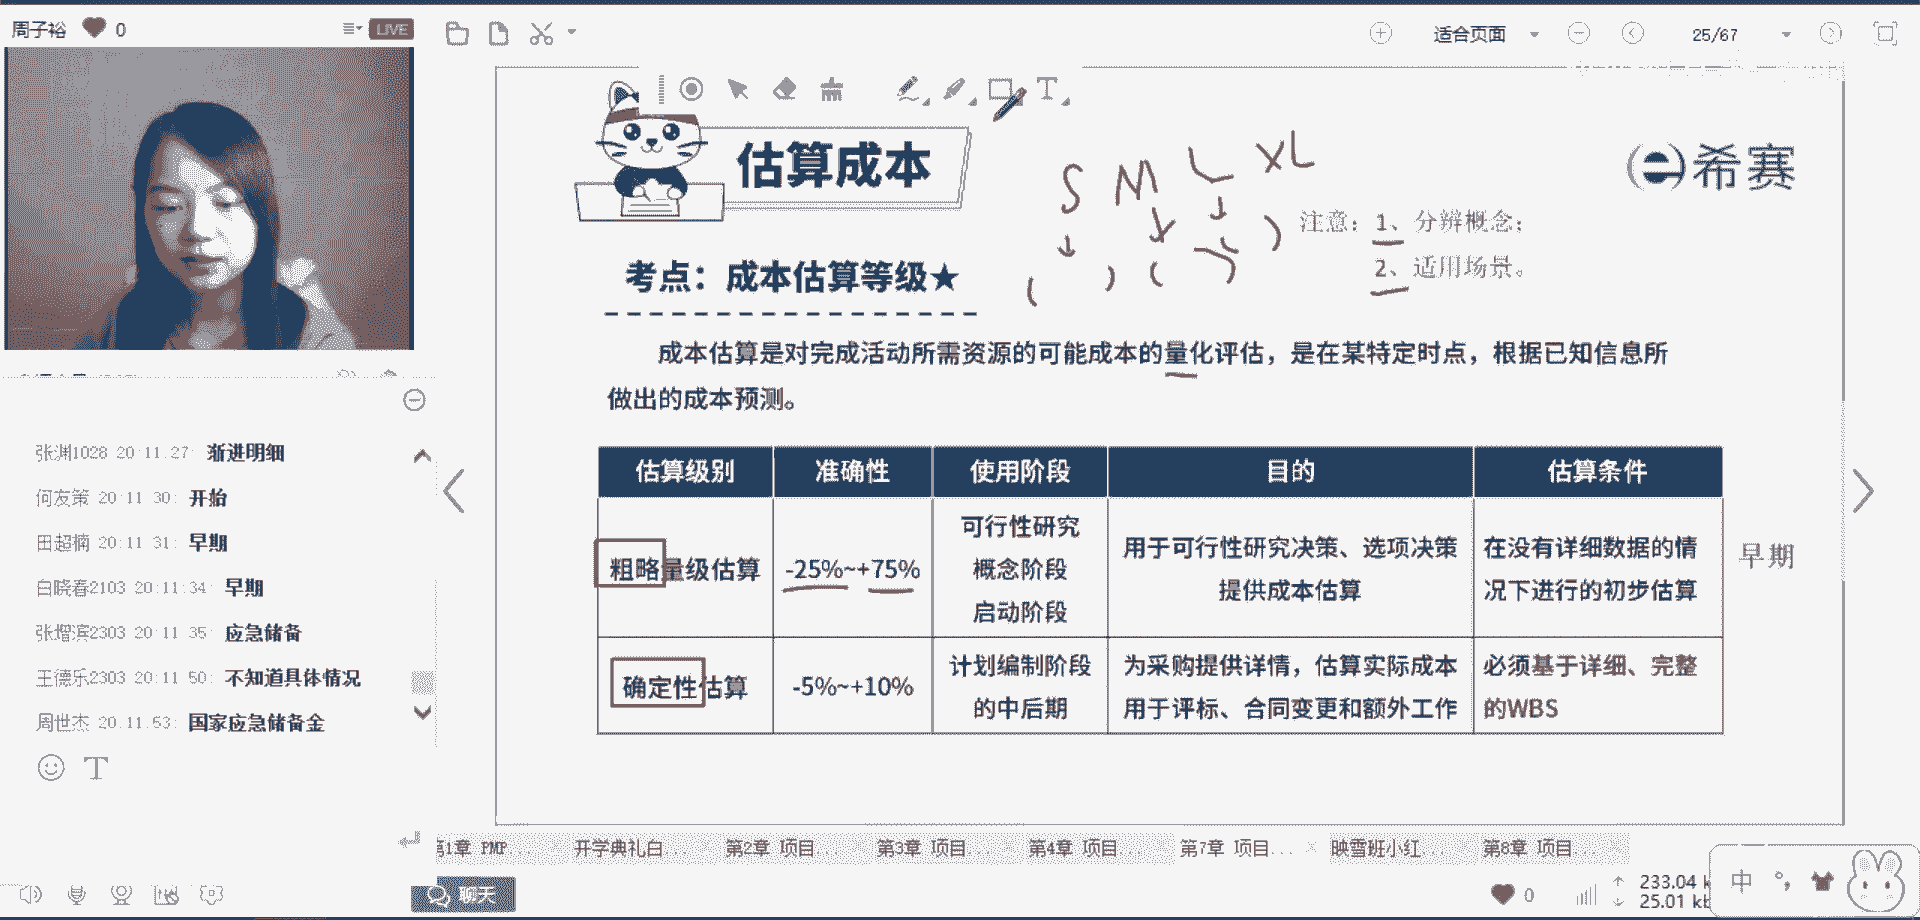 周子裕 0
LIVE
适合页面
25/67
估算成本
S M L XL
希赛
注意：1、分辨概念；
2、适用场景。
考点：成本估算等级★
成本估算是对完成活动所需资源的可能成本的量化评估，是在某特定时点，根据已知信息所
做出的成本预测。
估算级别 准确性 使用阶段 目的 估算条件
粗略量级估算 -25%~+75% 可行性研究 概念阶段 启动阶段
用于可行性研究决策、选项决策
提供成本估算
在没有详细数据的情
况下进行的初步估算
早期
确定性估算 -5%~+10%
计划编制阶段
的中后期
为采购提供详情，估算实际成本
用于评标、合同变更和额外工作
必须基于详细、完整
的WBS
张渊1028 20:11:27: 渐进明细
何友策 20:11:30: 开始
田超楠 20:11:31: 早期
白晓春2103 20:11:34: 早期
张熠滨2303 20:11:35: 应急储备
王德乐2303 20:11:50: 不知道具体情况
周世杰 20:11:53: 国家应急储备金
T
第1章 PMP ...
开学典礼白...
第2章 项目...
第3章 项目...
第4章 项目...
第7章 项目...
映雪班小红...
第8章 项目...
聊天
0
233.04 k
25.01 kb
中